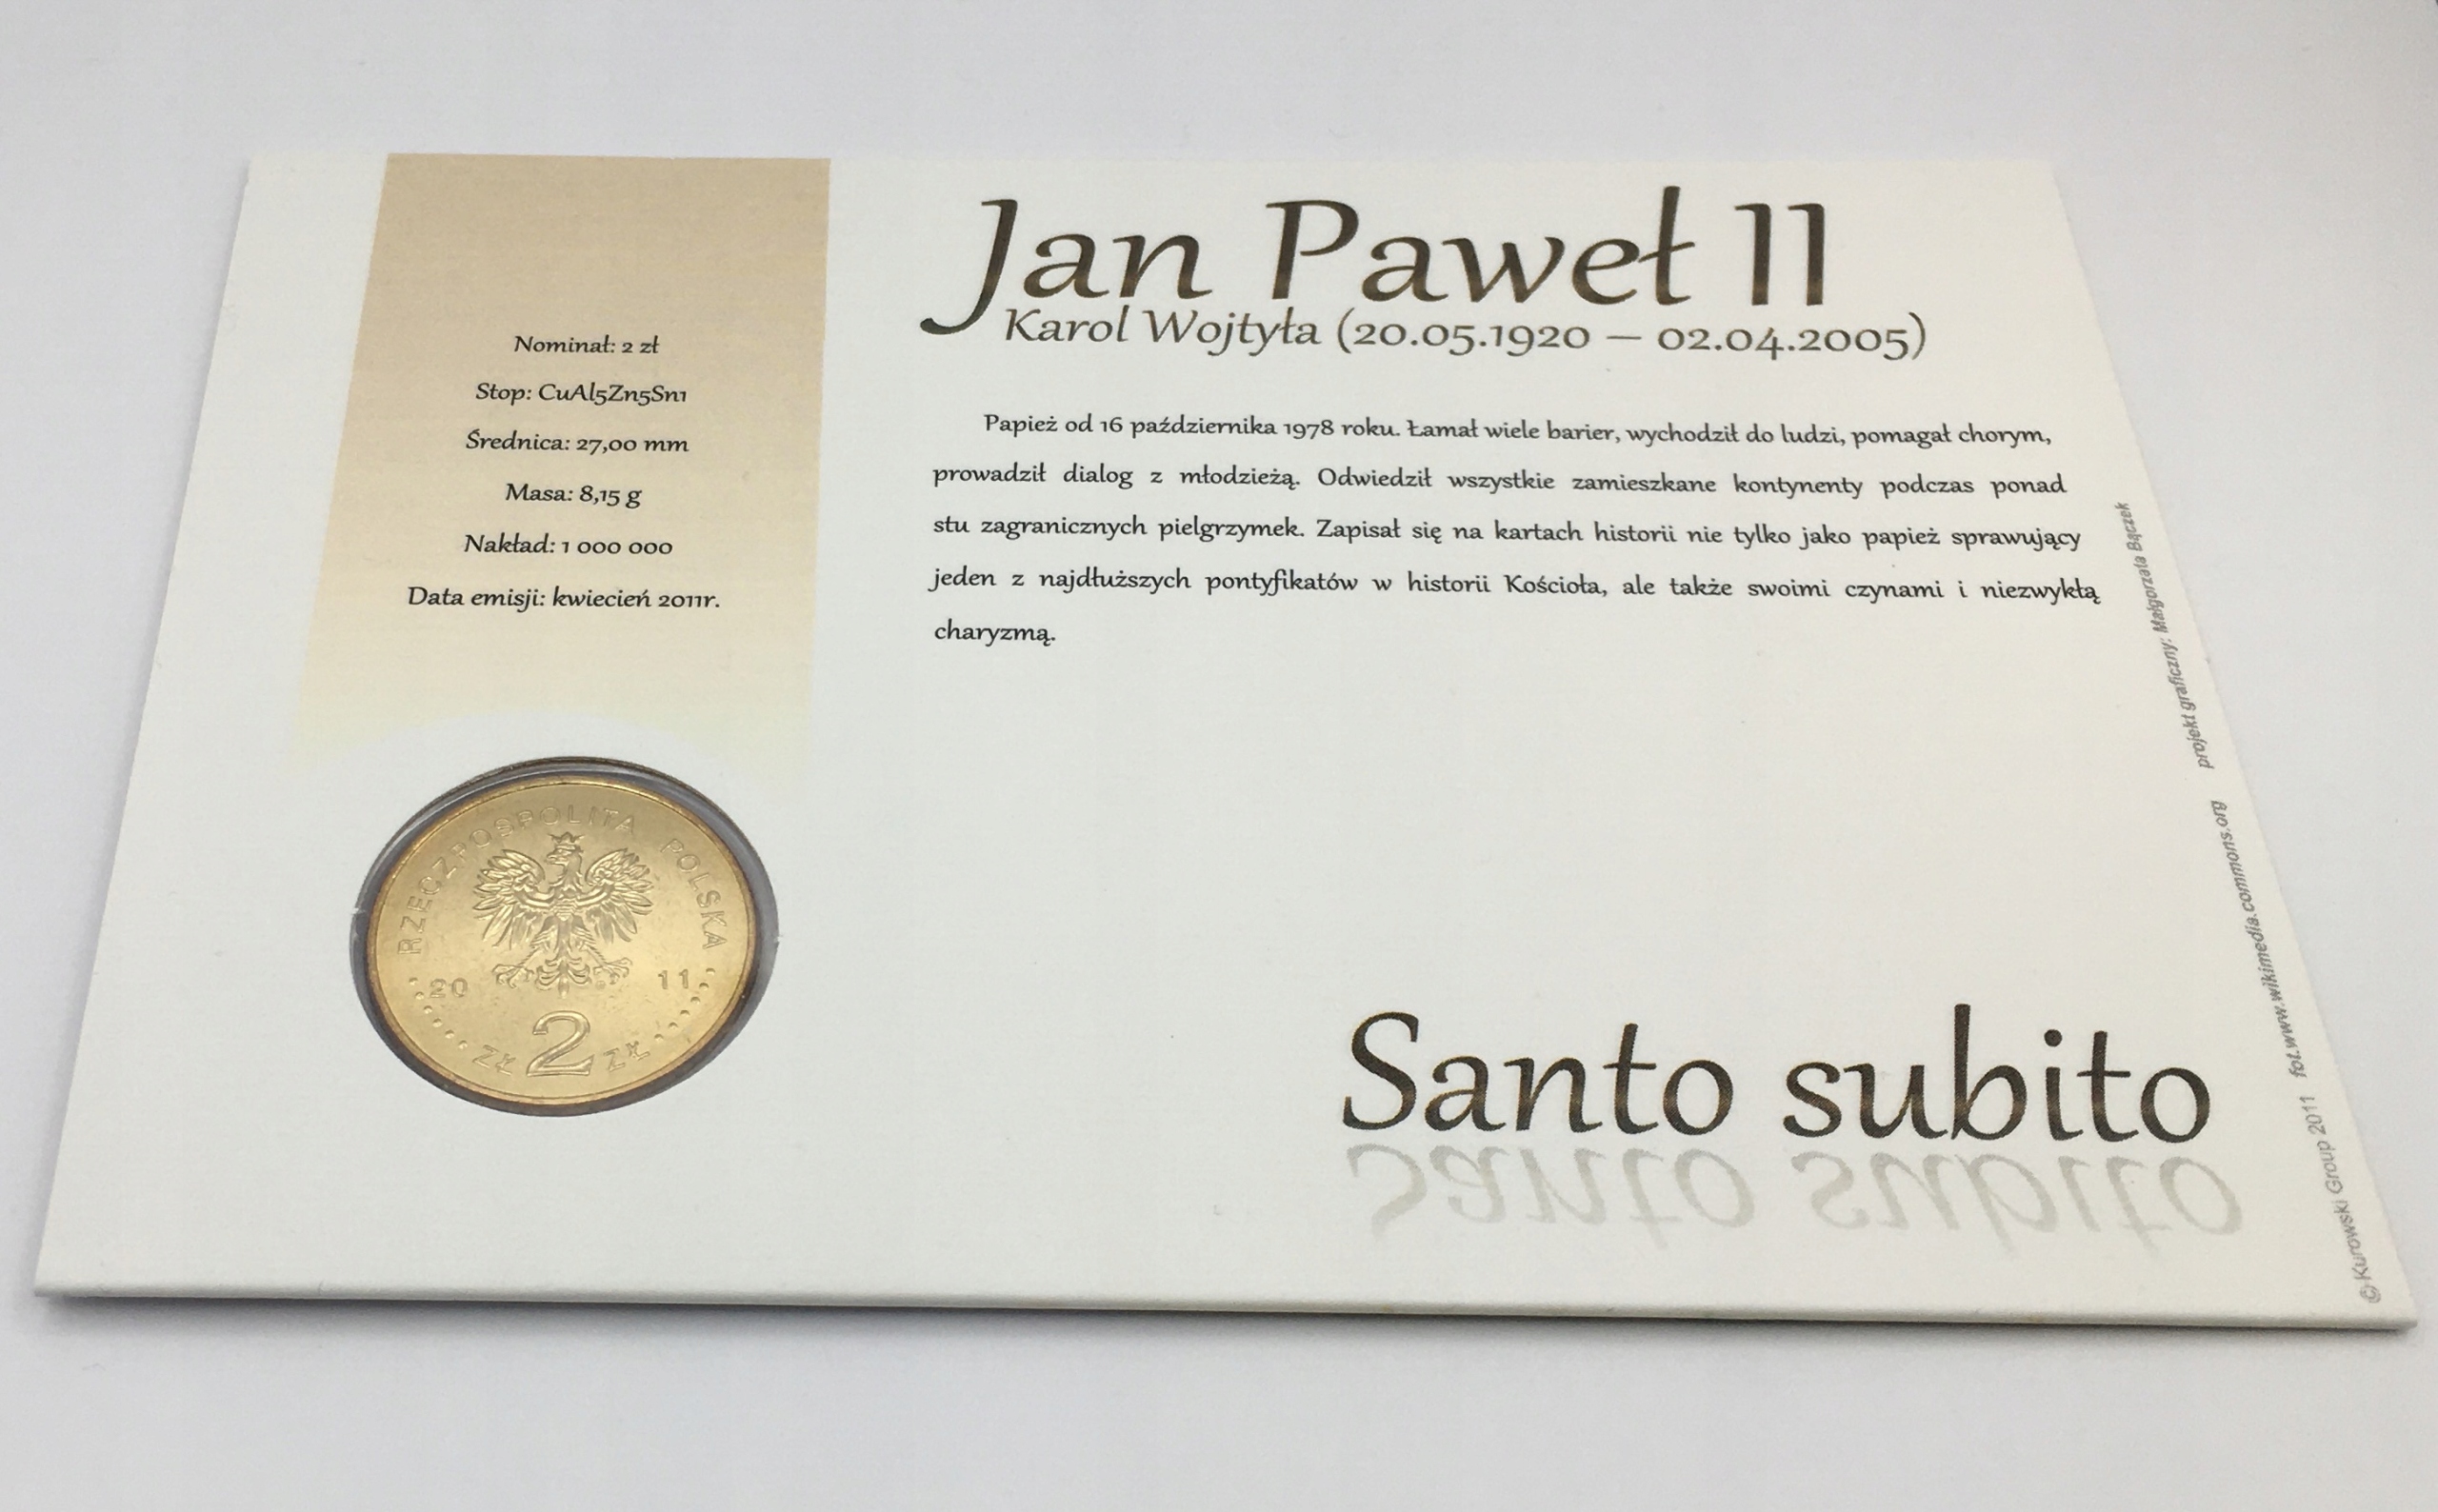 Jan Paweł II
Karol Wojtyła (20.05.1920 – 02.04.2005)
Nominał: 2 zł
Stop: CuAl5Zn5Sn1
Średnica: 27,00 mm
Masa: 8,15 g
Nakład: 1 000 000
Data emisji: kwiecień 2011r.
Papież od 16 października 1978 roku. Łamał wiele barier, wychodził do ludzi, pomagał chorym,
prowadził dialog z młodzieżą. Odwiedził wszystkie zamieszkane kontynenty podczas ponad
stu zagranicznych pielgrzymek. Zapisał się na kartach historii nie tylko jako papież sprawujący
jeden z najdłuższych pontyfikatów w historii Kościoła, ale także swoimi czynami i niezwykłą
charyzmą.
RZECZPOSPOLITA POLSKA
20 11
ZŁ 2 ZŁ
Santo subito
Santo subito
© Kurowski Group 2011 fot.www.wikimedia.commons.org projekt graficzny: Małgorzata Bączek